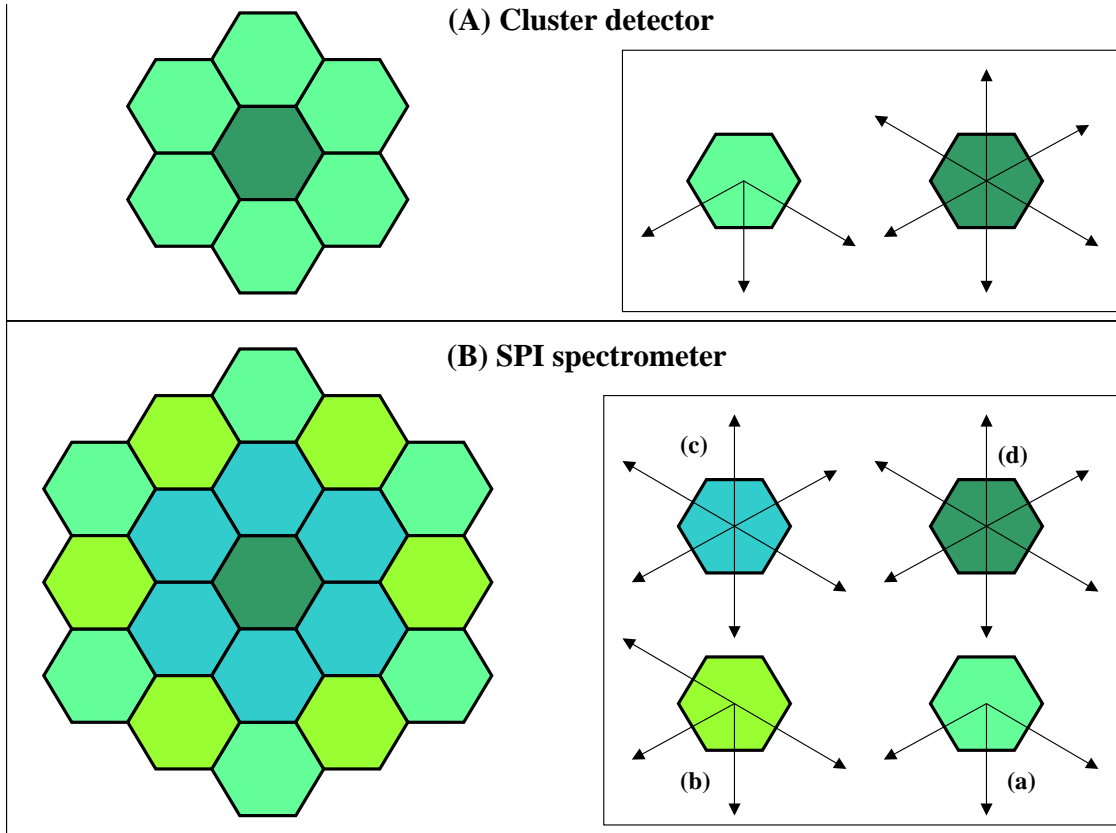 (A) Cluster detector
(B) SPI spectrometer
(c)
(d)
(b)
(a)